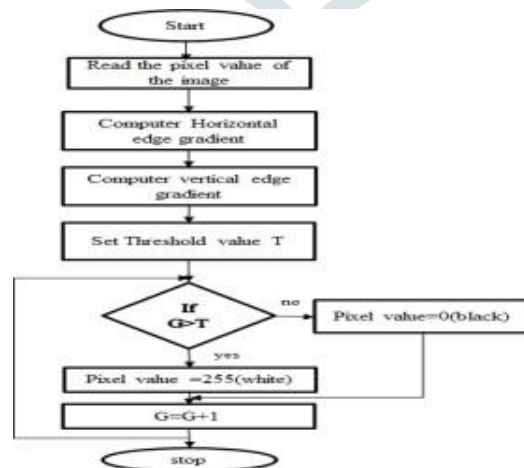 Start
Read the pixel value of
the image
Computer Horizontal
edge gradient
Computer vertical edge
gradient
Set Threshold value T
If
G>T
no
Pixel value=0(black)
yes
Pixel value =255(white)
G=G+1
stop